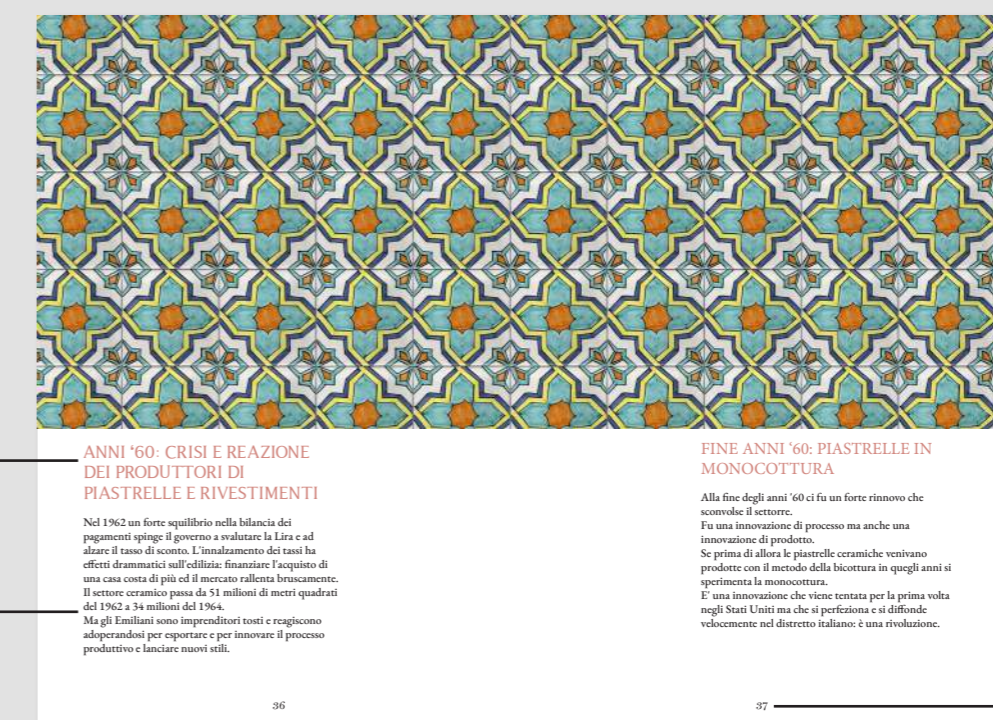 ANNI ‘60: CRISI E REAZIONE
DEI PRODUTTORI DI
PIASTRELLE E RIVESTIMENTI
Nel 1962 un forte squilibrio nella bilancia dei
pagamenti spinge il governo a svalutare la Lira e ad
alzare il tasso di sconto. L'innalzamento dei tassi ha
effetti drammatici sull'edilizia: finanziare l'acquisto di
una casa costa di più ed il mercato rallenta bruscamente.
Il settore ceramico passa da 51 milioni di metri quadrati
del 1962 a 34 milioni del 1964.
Ma gli Emiliani sono imprenditori tosti e reagiscono
adoperandosi per esportare e per innovare il processo
produttivo e lanciare nuovi stili.
36
FINE ANNI ‘60: PIASTRELLE IN
MONOCOTTURA
Alla fine degli anni ‘60 ci fu un forte rinnovo che
sconvolse il settorre.
Fu una innovazione di processo ma anche una
innovazione di prodotto.
Se prima di allora le piastrelle ceramiche venivano
prodotte con il metodo della bicottura in quegli anni si
sperimenta la monocottura.
E' una innovazione che viene tentata per la prima volta
negli Stati Uniti ma che si perfeziona e si diffonde
velocemente nel distretto italiano: è una rivoluzione.
37